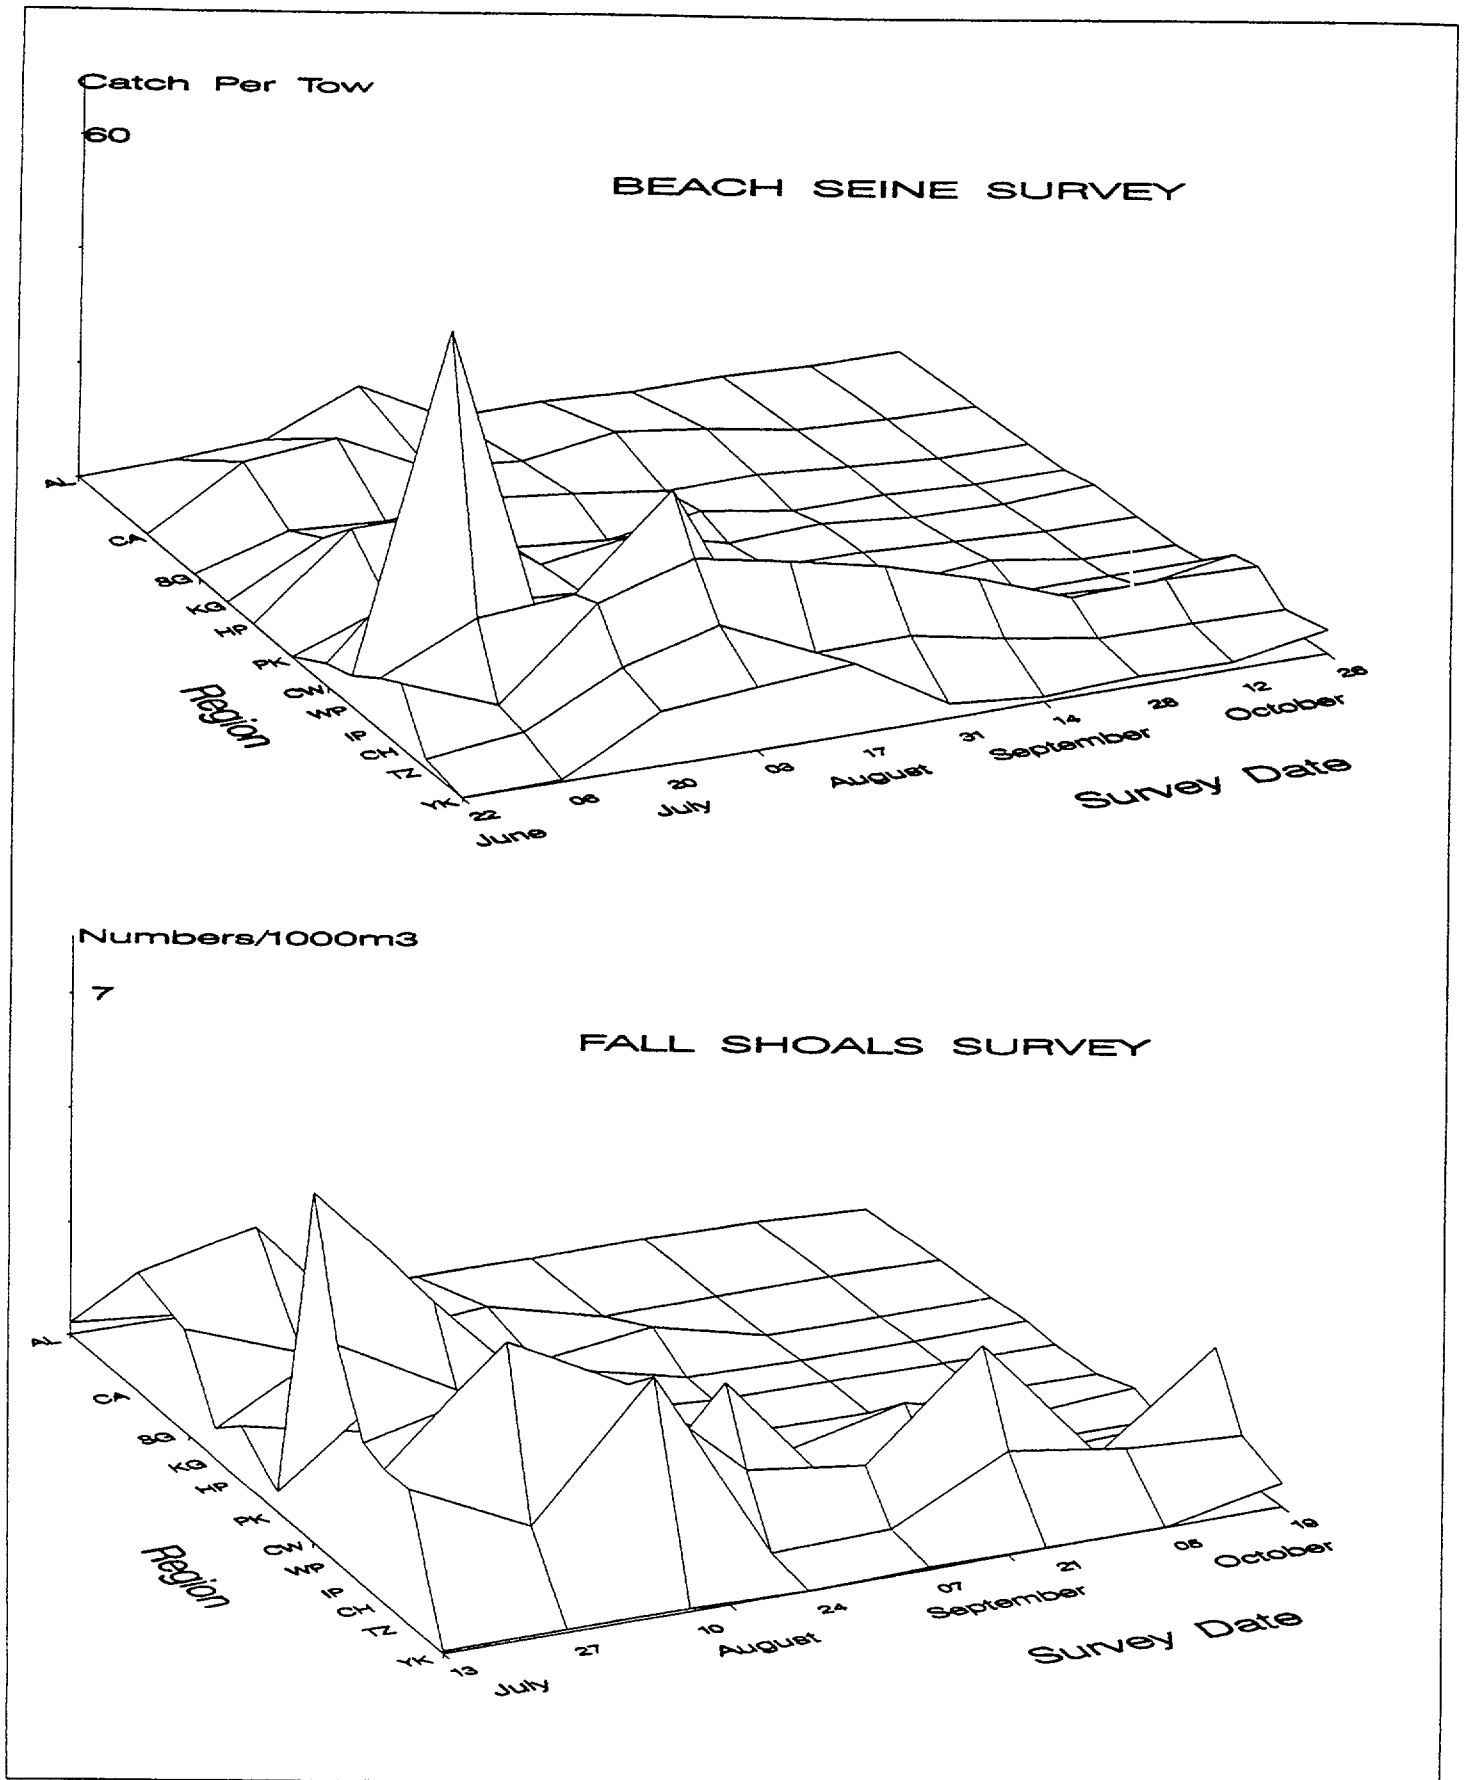 Catch Per Tow
60
BEACH SEINE SURVEY
AL
CA
SG
KG
HP
PK
CW
WP
IP
CH
TZ
YK
Region
22
06
20
03
17
31
14
28
12
26
June
July
August
September
October
Survey Date
Numbers/1000m3
7
FALL SHOALS SURVEY
AL
CA
SG
KG
HP
PK
CW
WP
IP
CH
TZ
YK
Region
13
27
10
24
07
21
05
19
July
August
September
October
Survey Date